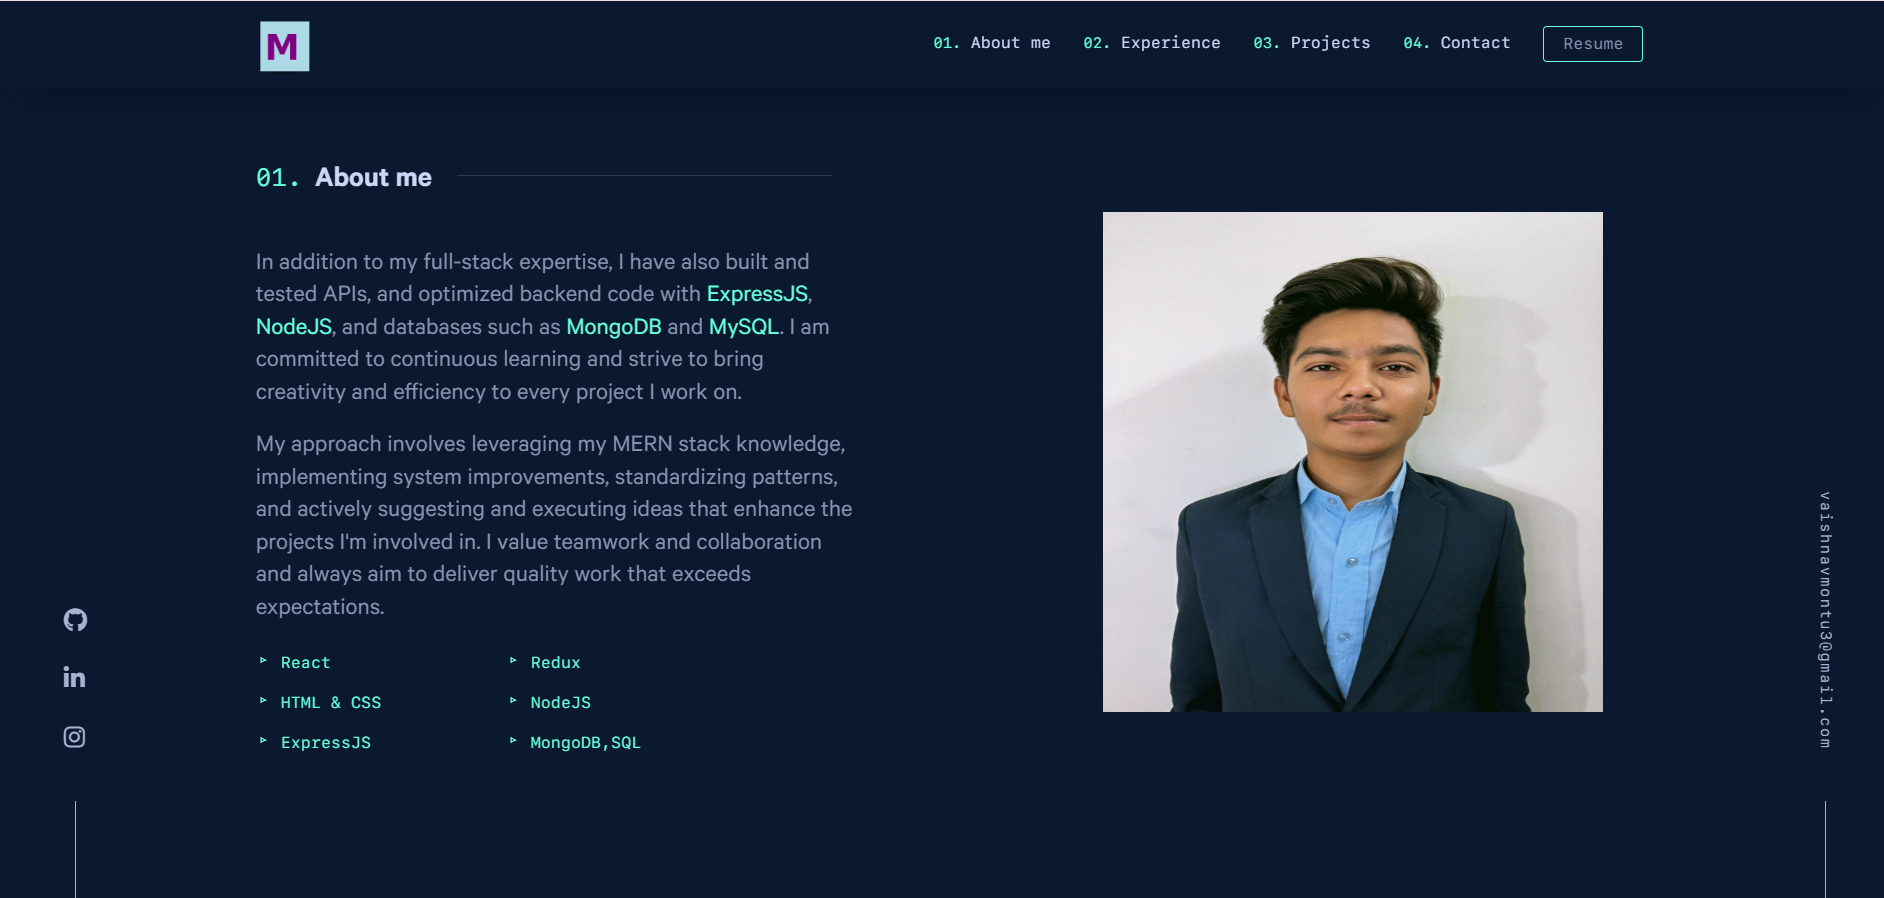 M
01. About me
02. Experience
03. Projects
04. Contact
Resume
01. About me
In addition to my full-stack expertise, I have also built and
tested APIs, and optimized backend code with ExpressJS,
NodeJS, and databases such as MongoDB and MySQL. I am
committed to continuous learning and strive to bring
creativity and efficiency to every project I work on.
My approach involves leveraging my MERN stack knowledge,
implementing system improvements, standardizing patterns,
and actively suggesting and executing ideas that enhance the
projects I'm involved in. I value teamwork and collaboration
and always aim to deliver quality work that exceeds
expectations.
React
Redux
HTML & CSS
NodeJS
ExpressJS
MongoDB,SQL
in
vaishnavmontu3@gmail.com